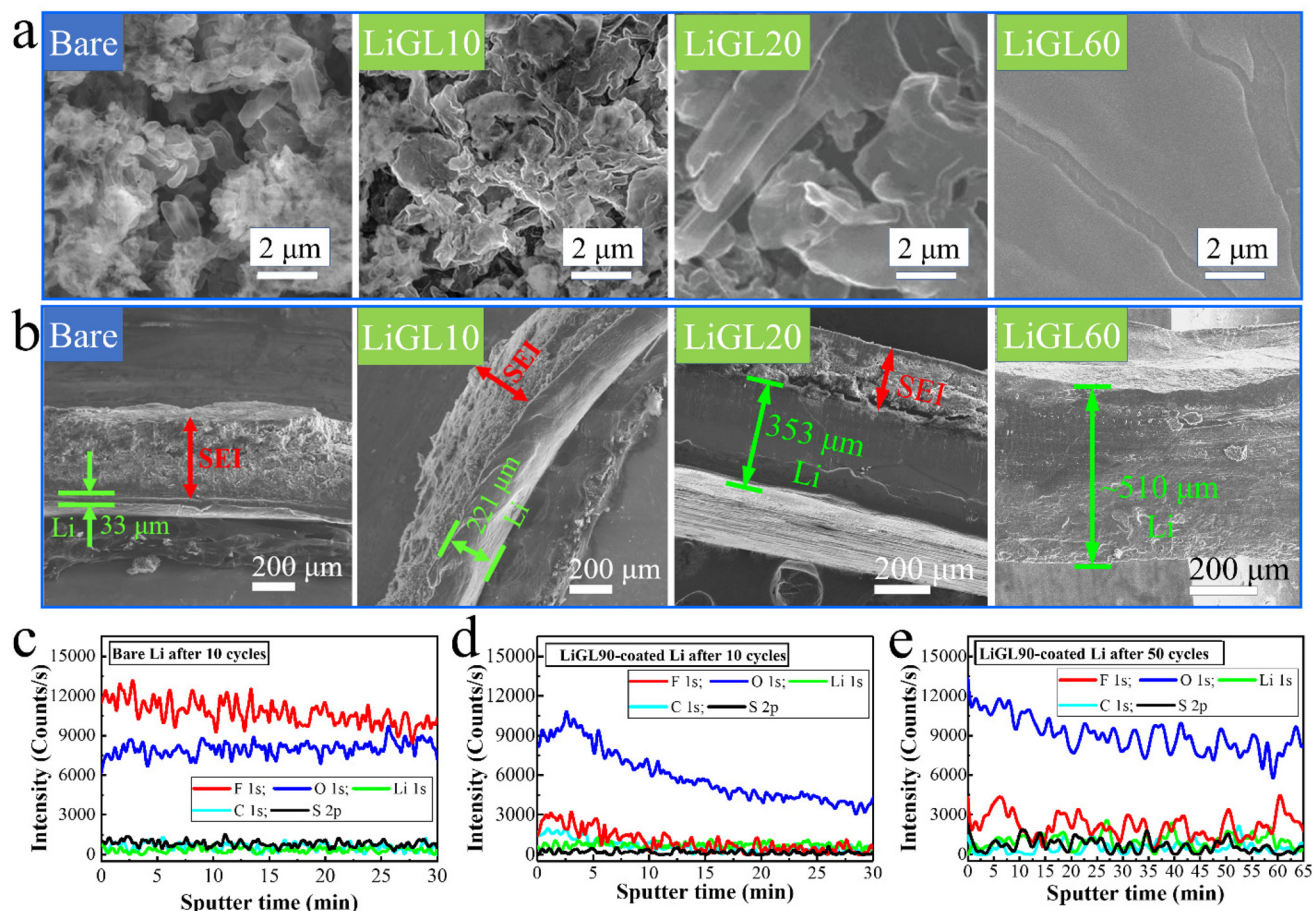 a
Bare
LiGL10
LiGL20
LiGL60
2 μm
2 μm
2 μm
2 μm
b
Bare
LiGL10
LiGL20
LiGL60
SEI
Li
33 μm
200 μm
SEI
221 μm
Li
200 μm
SEI
353 μm
Li
200 μm
~510 μm
Li
200 μm
c
Bare Li after 10 cycles
F 1s; O 1s; Li 1s
C 1s; S 2p
Intensity (Counts/s)
15000
12000
9000
6000
3000
0
0 5 10 15 20 25 30
Sputter time (min)
d
LiGL90-coated Li after 10 cycles
F 1s; O 1s; Li 1s
C 1s; S 2p
Intensity (Counts/s)
15000
12000
9000
6000
3000
0
0 5 10 15 20 25 30
Sputter time (min)
e
LiGL90-coated Li after 50 cycles
F 1s; O 1s; Li 1s
C 1s; S 2p
Intensity (Counts/s)
15000
12000
9000
6000
3000
0
0 5 10 15 20 25 30 35 40 45 50 55 60 65
Sputter time (min)